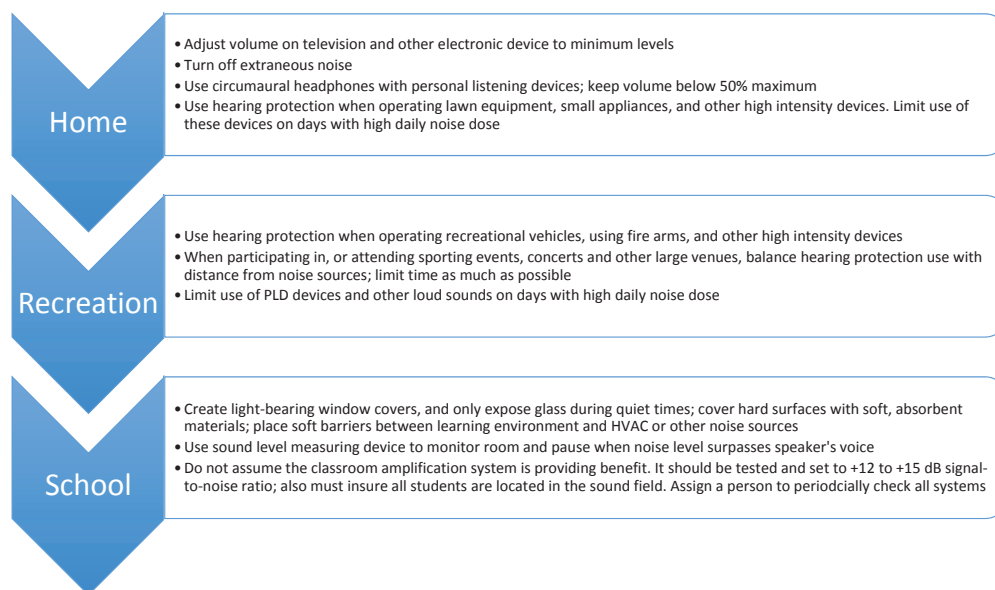 Home
• Adjust volume on television and other electronic device to minimum levels
• Turn off extraneous noise
• Use circumaural headphones with personal listening devices; keep volume below 50% maximum
• Use hearing protection when operating lawn equipment, small appliances, and other high intensity devices. Limit use of
these devices on days with high daily noise dose
Recreation
• Use hearing protection when operating recreational vehicles, using fire arms, and other high intensity devices
• When participating in, or attending sporting events, concerts and other large venues, balance hearing protection use with
distance from noise sources; limit time as much as possible
• Limit use of PLD devices and other loud sounds on days with high daily noise dose
School
• Create light-bearing window covers, and only expose glass during quiet times; cover hard surfaces with soft, absorbent
materials; place soft barriers between learning environment and HVAC or other noise sources
• Use sound level measuring device to monitor room and pause when noise level surpasses speaker's voice
• Do not assume the classroom amplification system is providing benefit. It should be tested and set to +12 to +15 dB signal-
to-noise ratio; also must insure all students are located in the sound field. Assign a person to periodcially check all systems